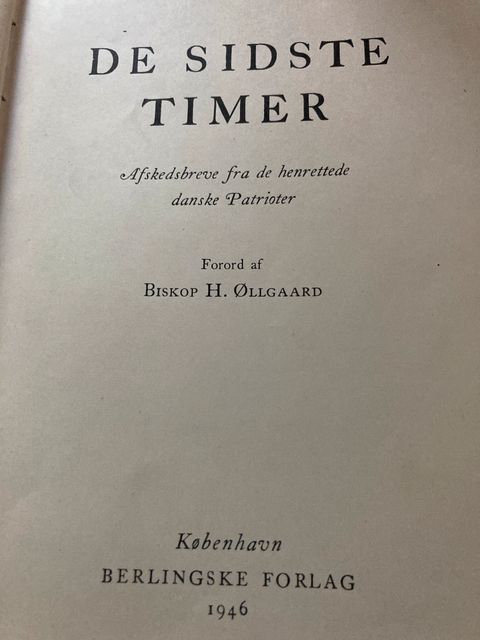 DE SIDSTE
TIMER
Afskedsbreve fra de henrettede
danske Patrioter
Forord af
BISKOP H. ØLLGAARD
København
BERLINGSKE FORLAG
1946